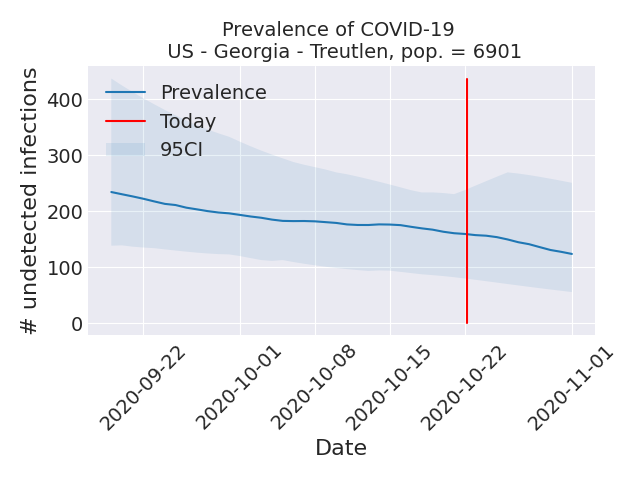 Prevalence of COVID-19
US - Georgia - Treutlen, pop. = 6901
# undetected infections
400
300
200
100
0
Prevalence
Today
95CI
2020-09-22
2020-10-01
2020-10-08
2020-10-15
2020-10-22
2020-11-01
Date